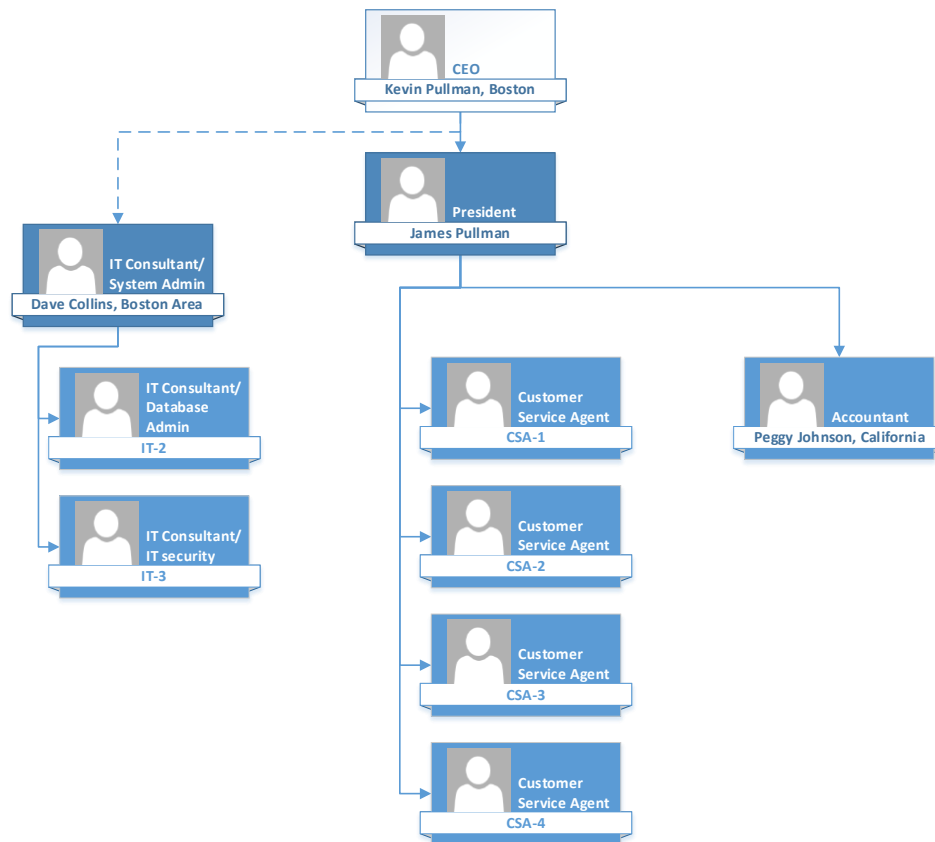 CEO
Kevin Pullman, Boston
President
James Pullman
IT Consultant/
System Admin
Dave Collins, Boston Area
IT Consultant/
Database
Admin
IT-2
IT Consultant/
IT security
IT-3
Customer
Service Agent
CSA-1
Customer
Service Agent
CSA-2
Customer
Service Agent
CSA-3
Customer
Service Agent
CSA-4
Accountant
Peggy Johnson, California